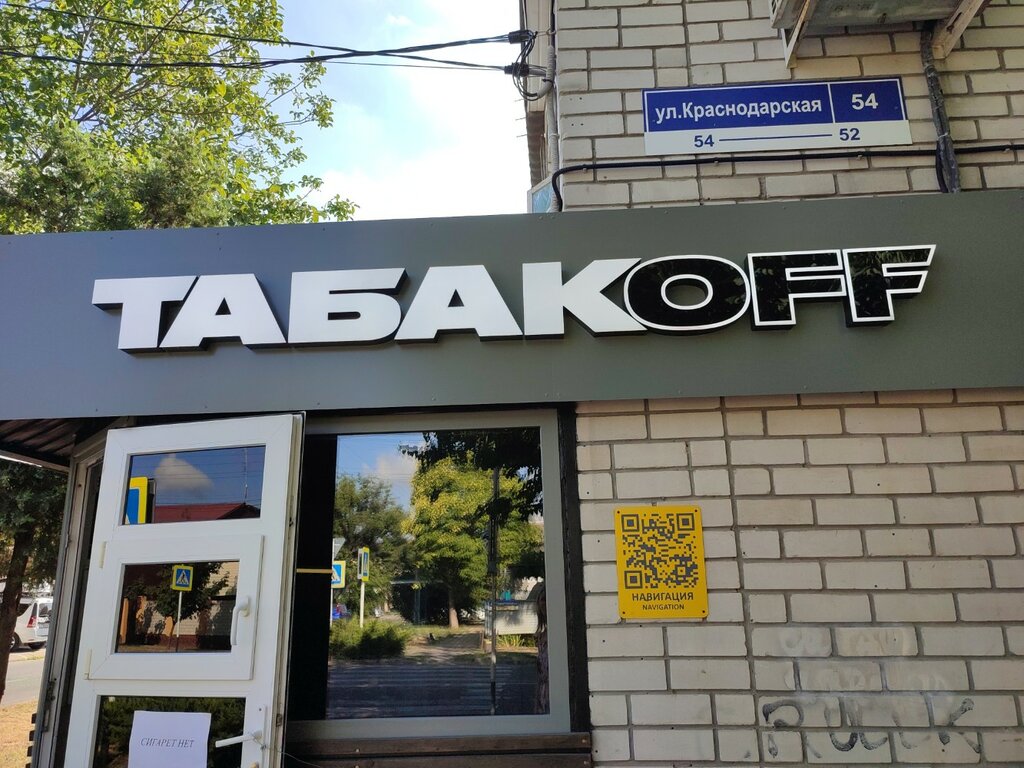 ул.Краснодарская 54
54 52
ТАБАКOFF
НАВИГАЦИЯ
NAVIGATION
СИГАРЕТ НЕТ